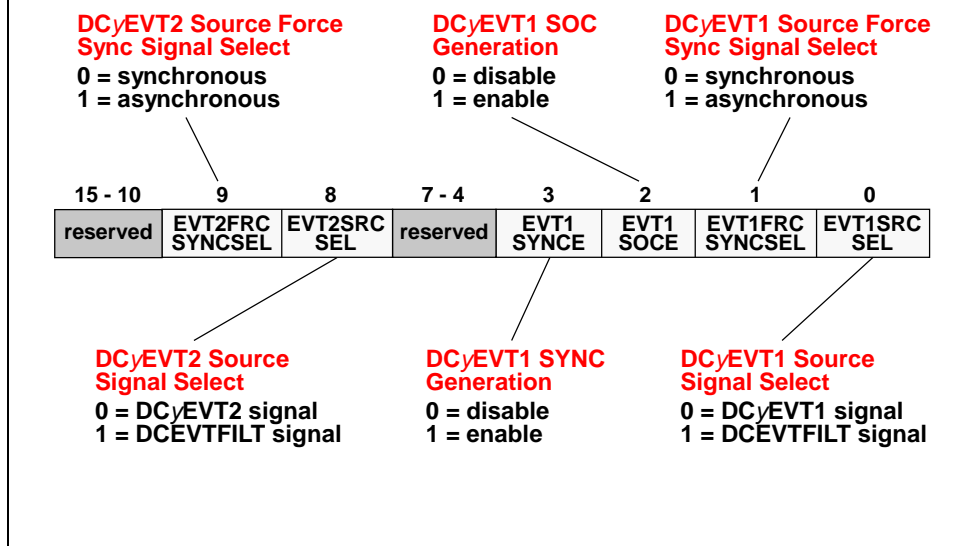 DCyEVT2 Source Force
Sync Signal Select
0 = synchronous
1 = asynchronous
DCyEVT1 SOC
Generation
0 = disable
1 = enable
DCyEVT1 Source Force
Sync Signal Select
0 = synchronous
1 = asynchronous
15 - 10 9 8 7 - 4 3 2 1 0
reserved
EVT2FRC
SYNCSEL
EVT2SRC
SEL
reserved
EVT1
SYNCE
EVT1
SOCE
EVT1FRC
SYNCSEL
EVT1SRC
SEL
DCyEVT2 Source
Signal Select
0 = DCyEVT2 signal
1 = DCEVTFILT signal
DCyEVT1 SYNC
Generation
0 = disable
1 = enable
DCyEVT1 Source
Signal Select
0 = DCyEVT1 signal
1 = DCEVTFILT signal